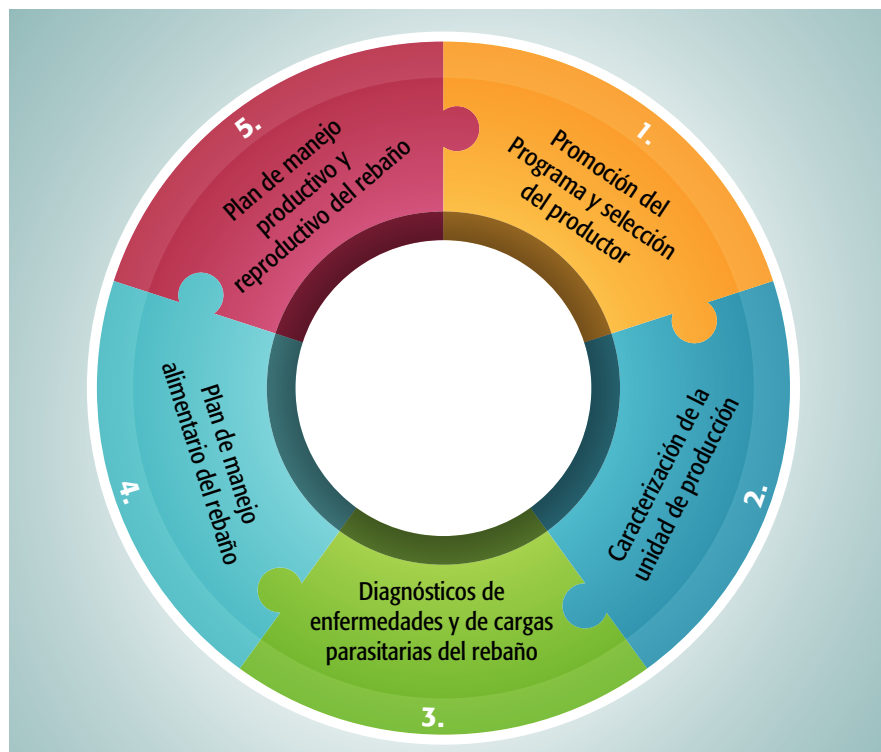 1.
Promoción del
Programa y selección
del productor
2.
Caracterización de la
unidad de producción
3.
Diagnósticos de
enfermedades y de cargas
parasitarias del rebaño
4.
Plan de manejo
alimentario del rebaño
5.
Plan de manejo
productivo y
reproductivo del rebaño